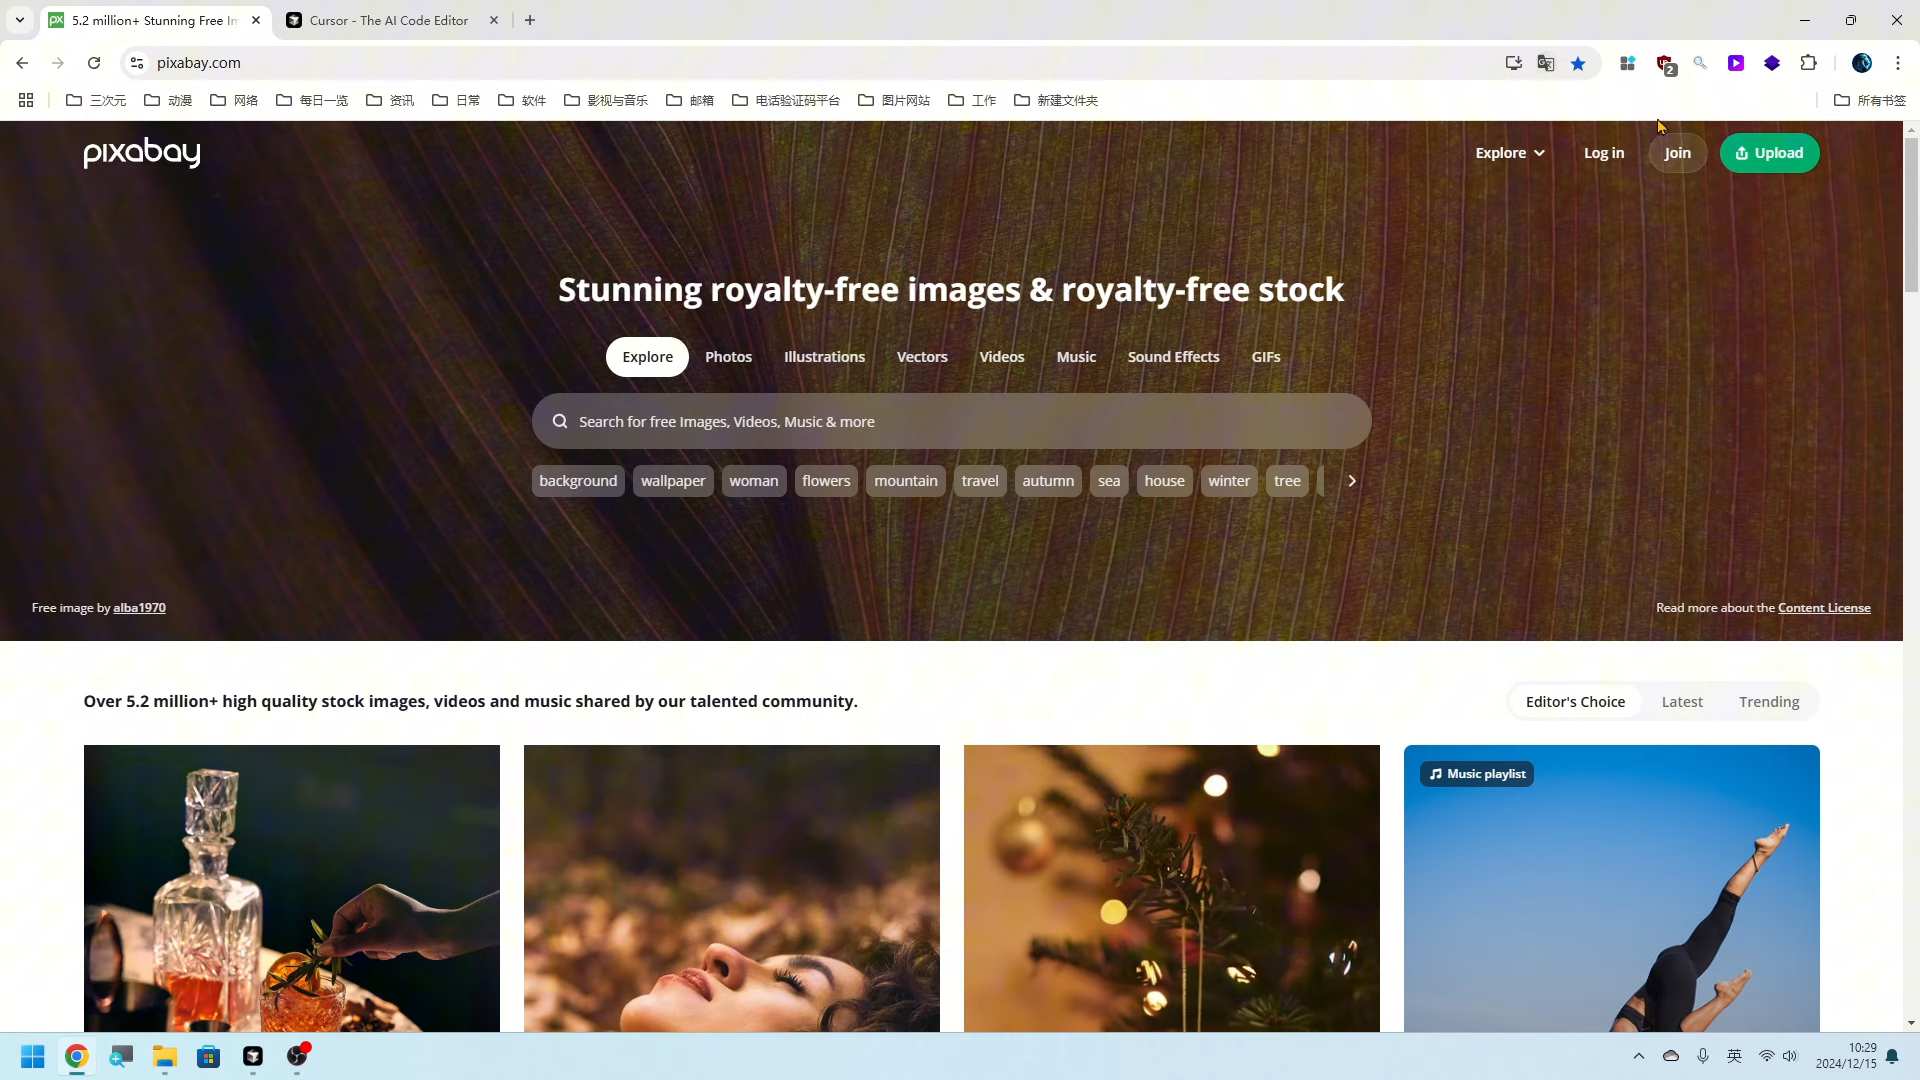 5.2 million+ Stunning Free Im
Cursor - The AI Code Editor
pixabay.com
2
三次元 动漫 网络 每日一览 资讯 日常 软件 影视与音乐 邮箱 电话验证码平台 图片网站 工作 新建文件夹 所有书签
pixabay
Explore Log in Join Upload
Stunning royalty-free images & royalty-free stock
Explore Photos Illustrations Vectors Videos Music Sound Effects GIFs
Search for free Images, Videos, Music & more
background wallpaper woman flowers mountain travel autumn sea house winter tree
Free image by alba1970
Read more about the Content License
Over 5.2 million+ high quality stock images, videos and music shared by our talented community.
Editor's Choice Latest Trending
Music playlist
英
10:29
2024/12/15